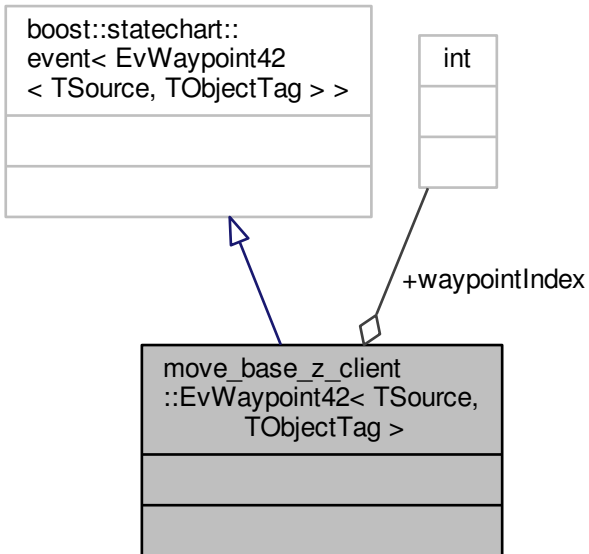 boost::statechart::
event< EvWaypoint42
< TSource, TObjectTag > >
int
+waypointIndex
move_base_z_client
::EvWaypoint42< TSource,
TObjectTag >